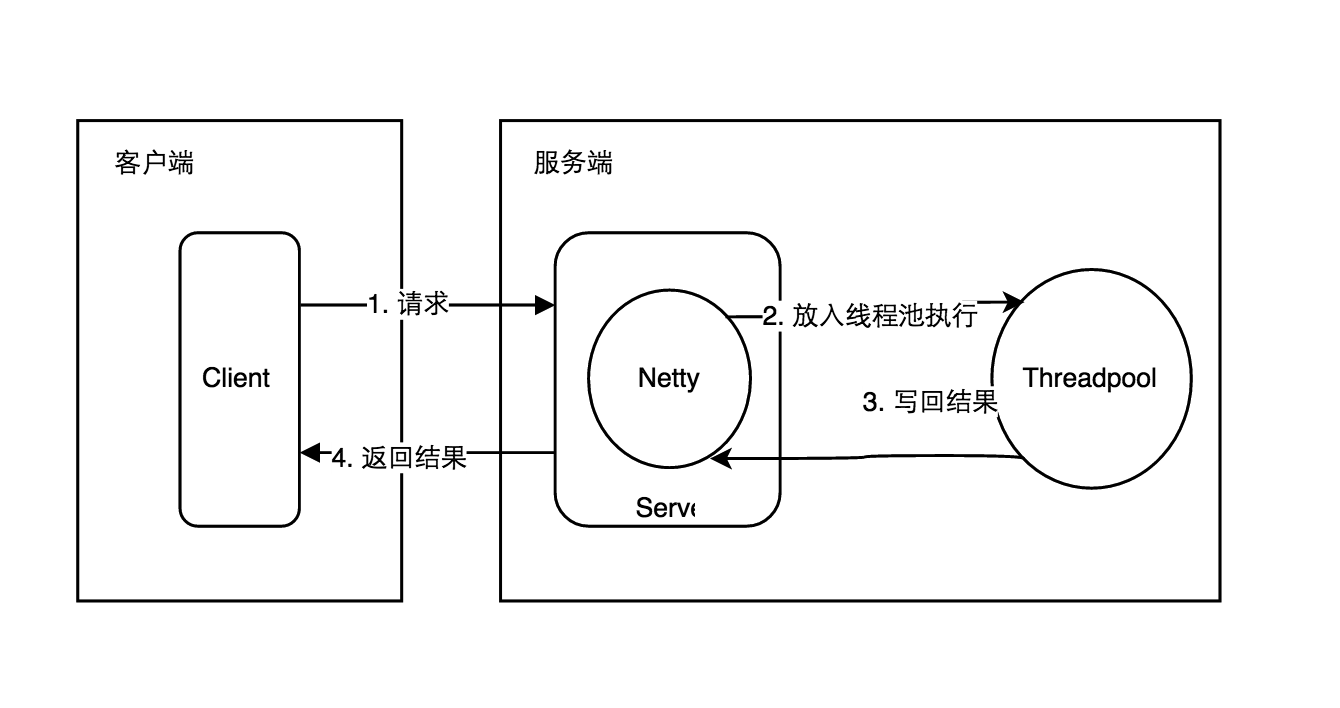 客户端
服务端
1. 请求
2. 放入线程池执行
Client
Netty
Threadpool
3. 写回结果
4. 返回结果
Serve